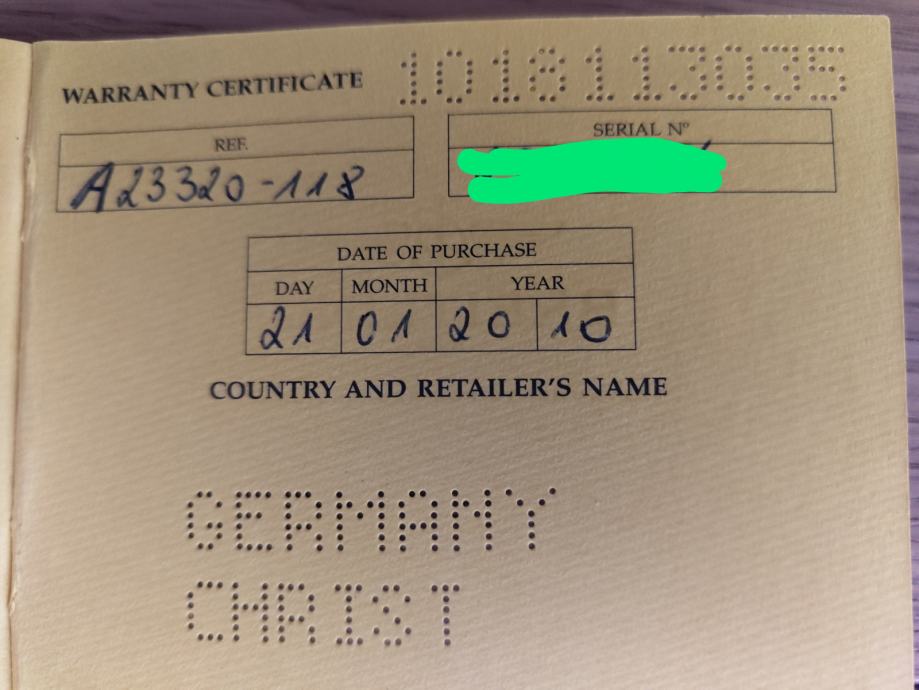 WARRANTY CERTIFICATE 1018113035
REF. SERIAL Nº
A23320-118
DATE OF PURCHASE
DAY MONTH YEAR
21 01 20 10
COUNTRY AND RETAILER'S NAME
GERMANY
CHRIST